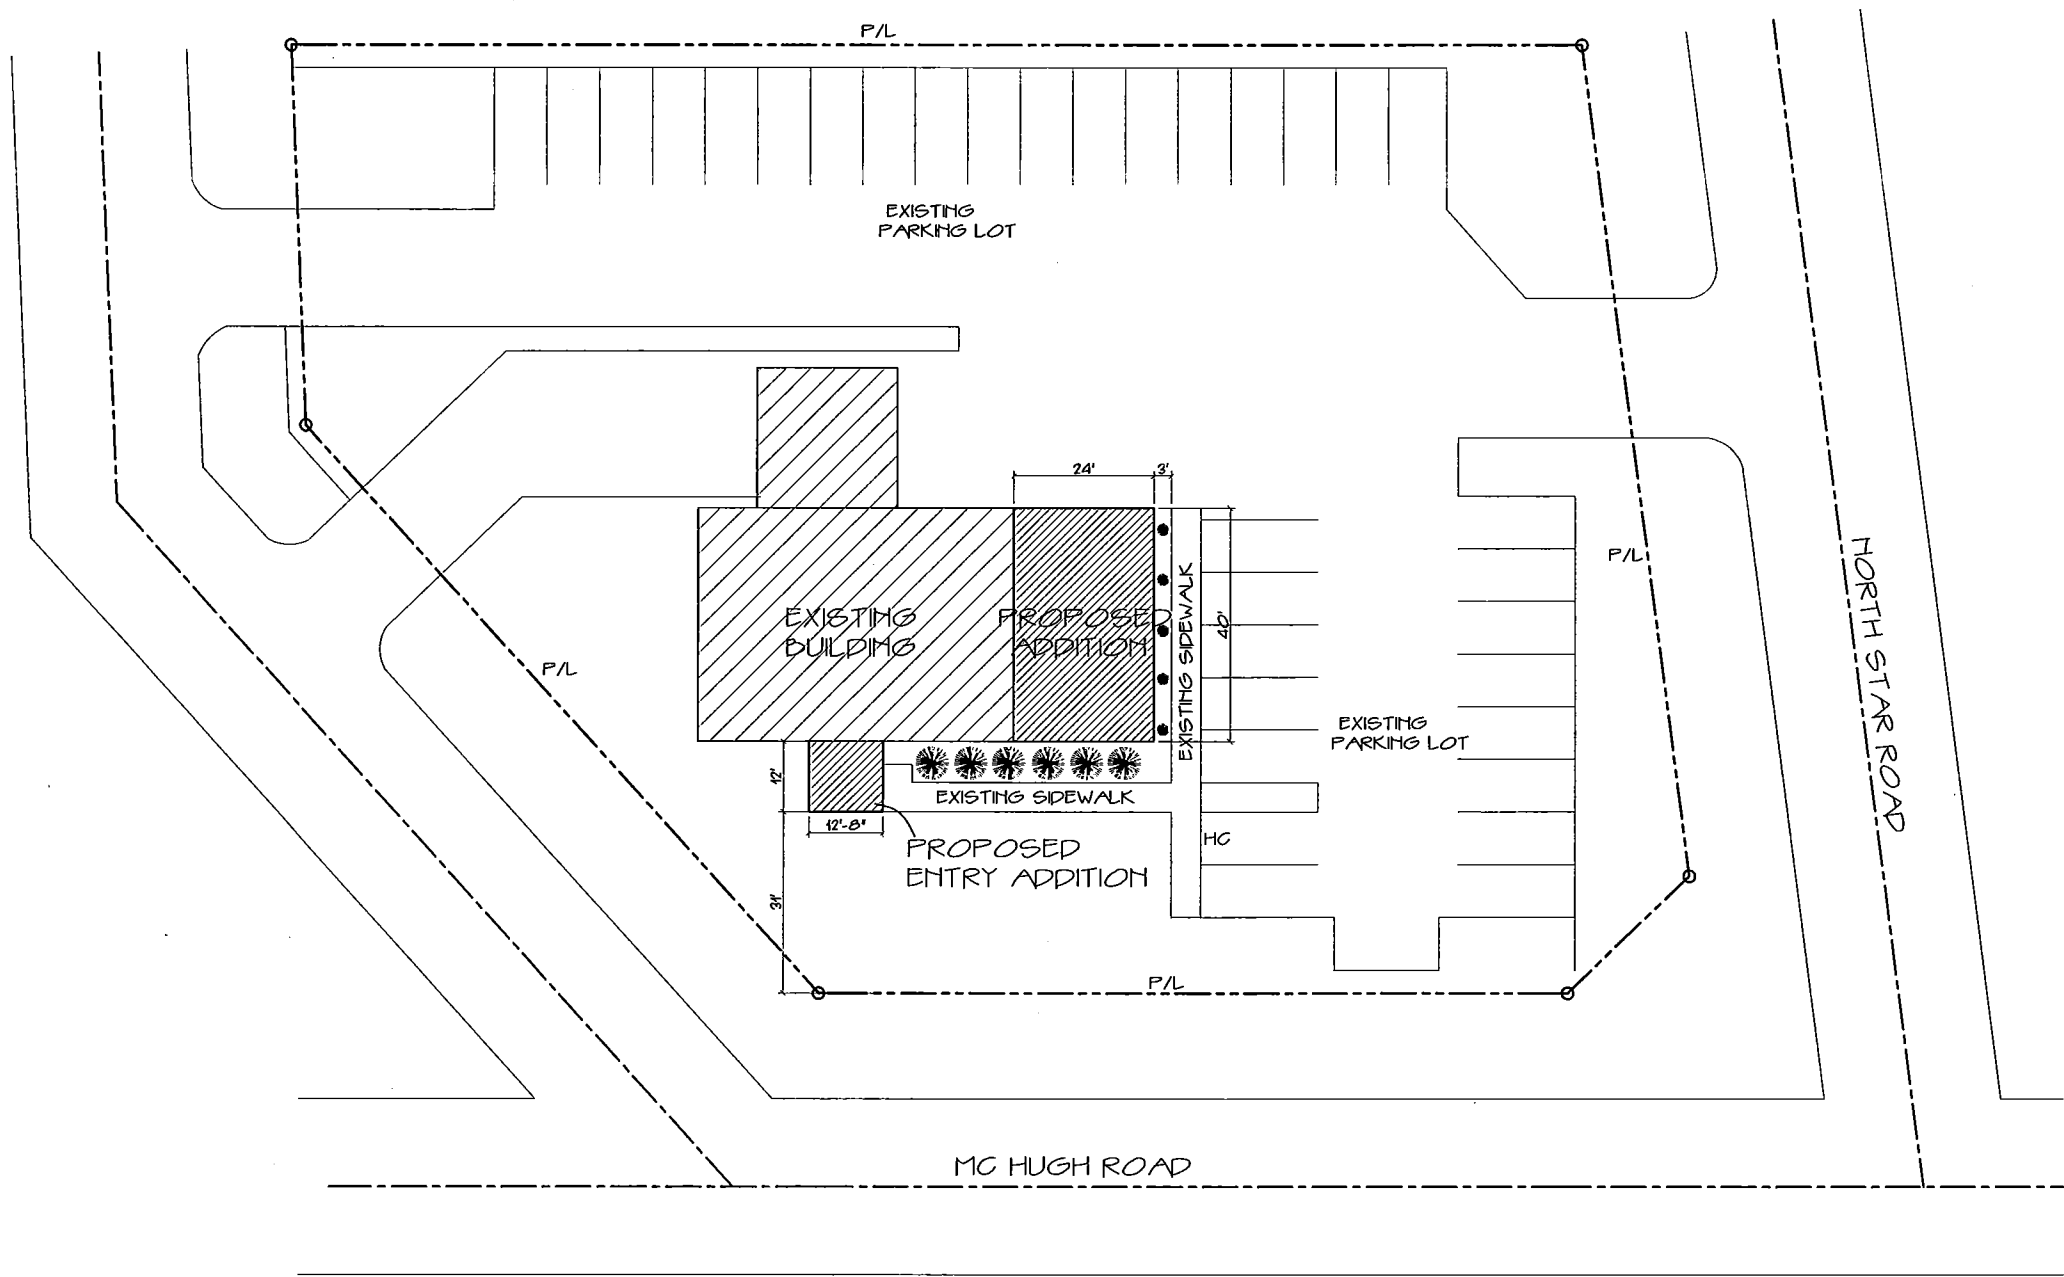 P/L
EXISTING
PARKING LOT
24'
3'
P/L
NORTH STAR ROAD
EXISTING
BUILDING
PROPOSED
ADDITION
EXISTING SIDEWALK
40'
P/L
EXISTING
PARKING LOT
12'
EXISTING SIDEWALK
12'-8"
HC
PROPOSED
ENTRY ADDITION
31'
P/L
MC HUGH ROAD